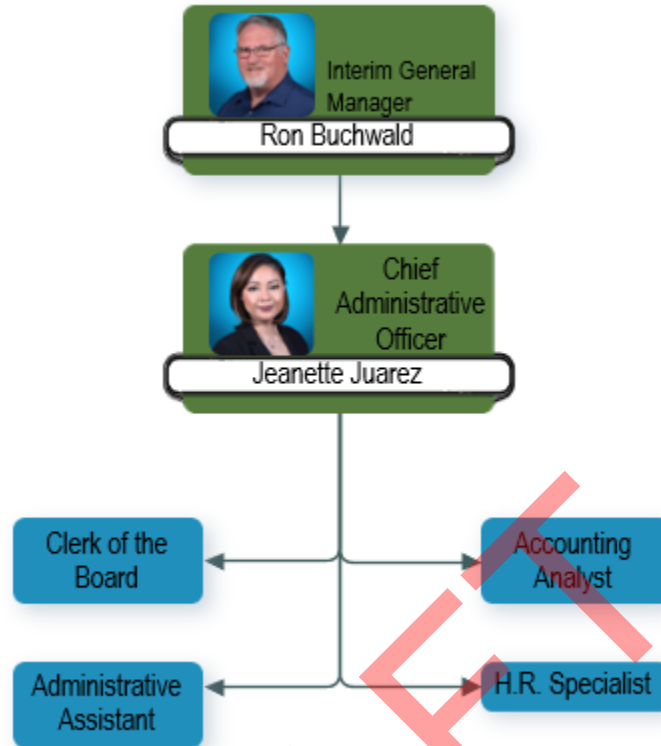 Interim General
Manager
Ron Buchwald
Chief
Administrative
Officer
Jeanette Juarez
Clerk of the
Board
Accounting
Analyst
Administrative
Assistant
H.R. Specialist